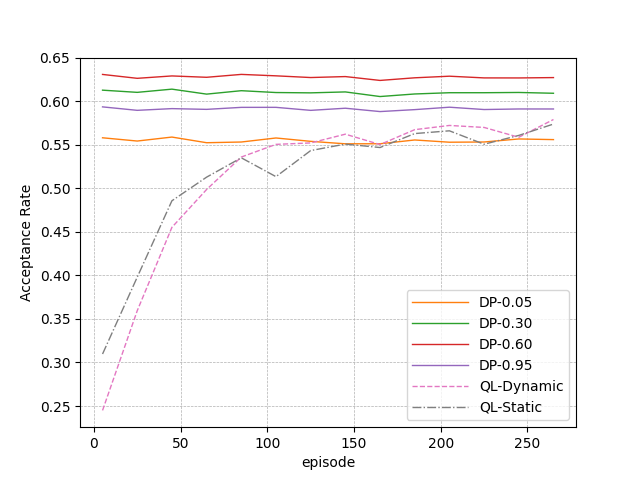 0.65
0.60
0.55
0.50
0.45
0.40
0.35
0.30
0.25
Acceptance Rate
0
50
100
150
200
250
episode
DP-0.05
DP-0.30
DP-0.60
DP-0.95
QL-Dynamic
QL-Static